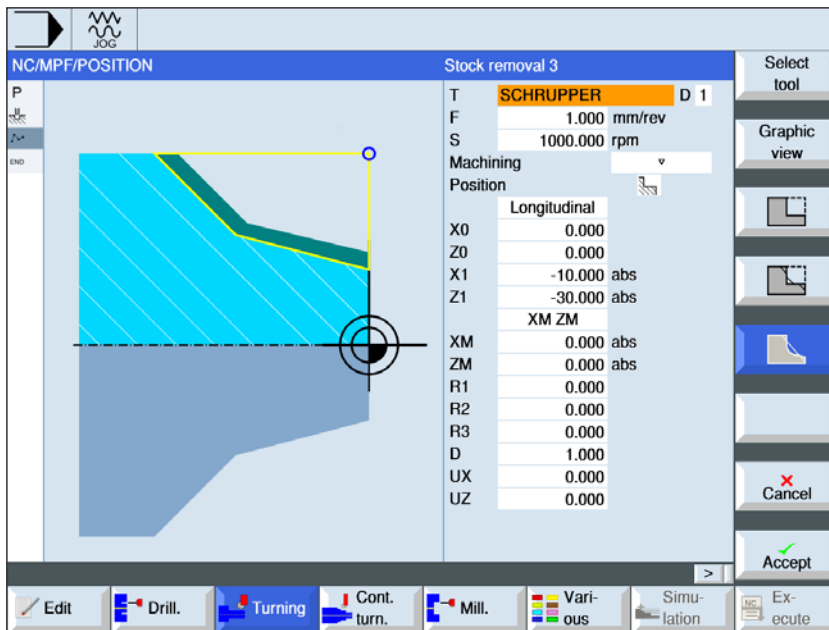 JOG
NC/MPF/POSITION
Stock removal 3
P
END
T SCHRUPPER D 1
F 1.000 mm/rev
S 1000.000 rpm
Machining ▿
Position
Longitudinal
X0 0.000
Z0 0.000
X1 -10.000 abs
Z1 -30.000 abs
XM ZM
XM 0.000 abs
ZM 0.000 abs
R1 0.000
R2 0.000
R3 0.000
D 1.000
UX 0.000
UZ 0.000
>
Select
tool
Graphic
view
Cancel
Accept
Edit
Drill.
Turning
Cont.
turn.
Mill.
Vari-
ous
Simu-
lation
NC
Ex-
ecute